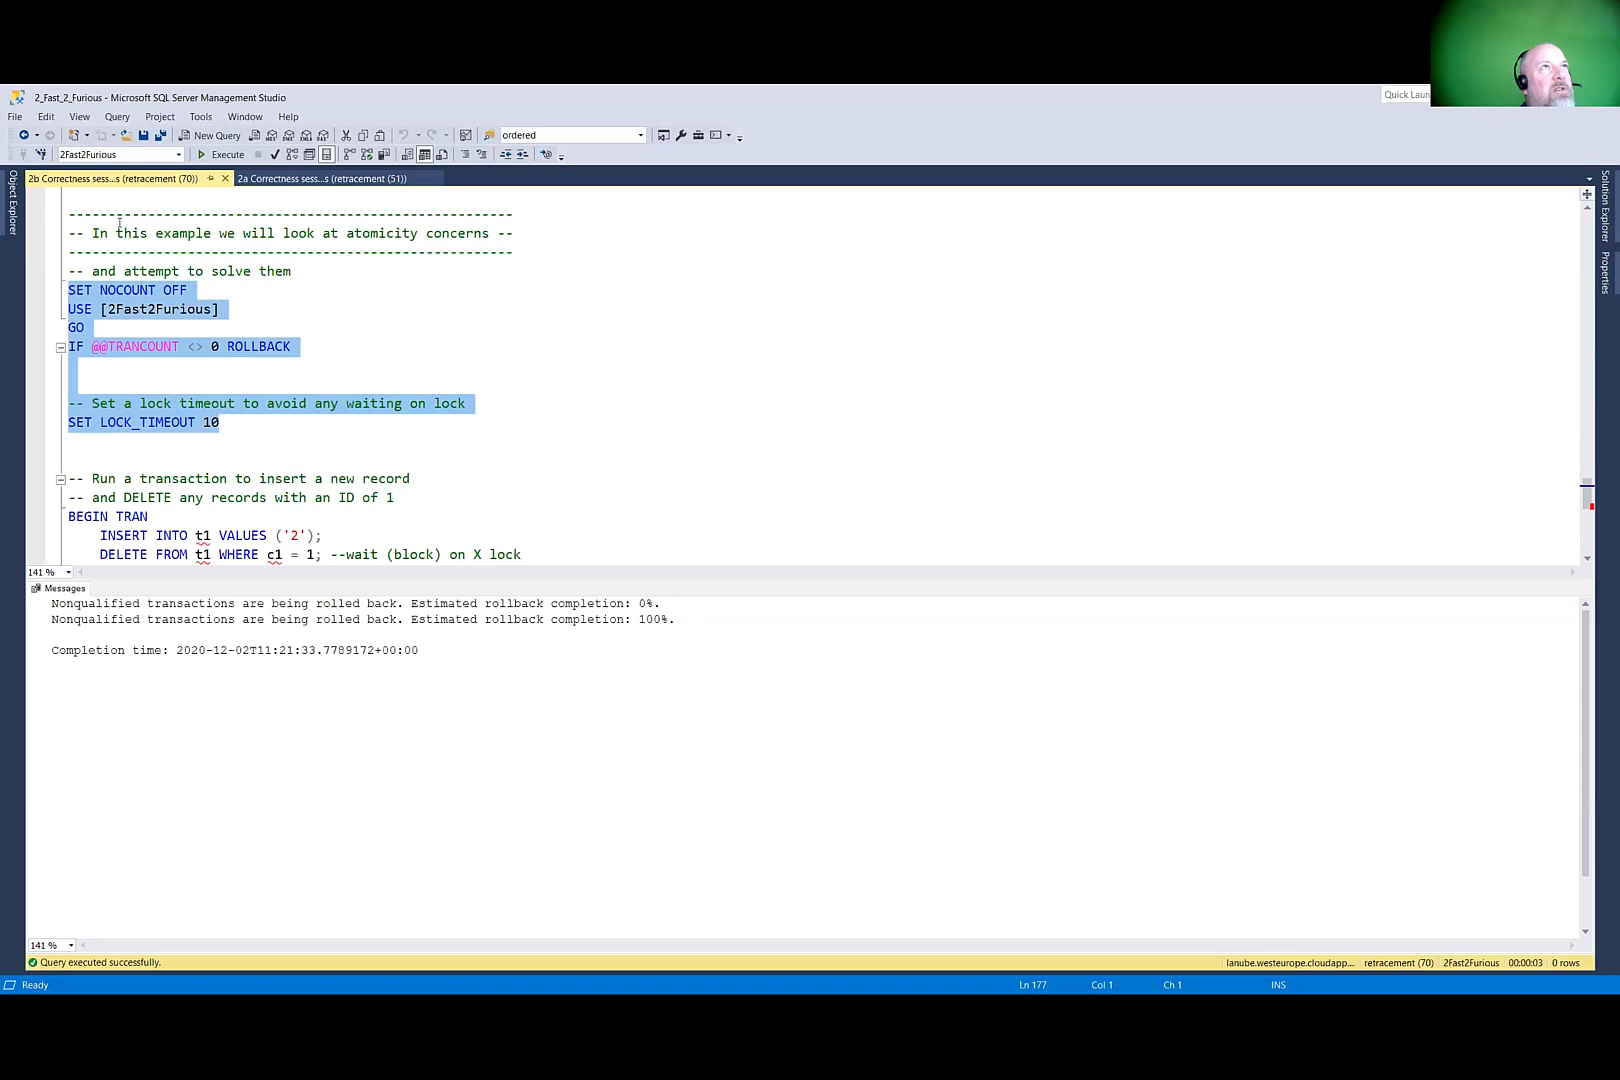 2_Fast_2_Furious - Microsoft SQL Server Management Studio
Quick Laun
File Edit View Query Project Tools Window Help
New Query
ordered
2Fast2Furious
Execute
Object Explorer
Solution Explorer
Properties
2b Correctness sess...s (retracement (70))
2a Correctness sess...s (retracement (51))
--------------------------------------------------------
-- In this example we will look at atomicity concerns --
--------------------------------------------------------
-- and attempt to solve them
SET NOCOUNT OFF
USE [2Fast2Furious]
GO
IF @@TRANCOUNT <> 0 ROLLBACK
-- Set a lock timeout to avoid any waiting on lock
SET LOCK_TIMEOUT 10
-- Run a transaction to insert a new record
-- and DELETE any records with an ID of 1
BEGIN TRAN
INSERT INTO t1 VALUES ('2');
DELETE FROM t1 WHERE c1 = 1; --wait (block) on X lock
141 %
Messages
Nonqualified transactions are being rolled back. Estimated rollback completion: 0%.
Nonqualified transactions are being rolled back. Estimated rollback completion: 100%.
Completion time: 2020-12-02T11:21:33.7789172+00:00
141 %
Query executed successfully.
lanube.westeurope.cloudapp....
retracement (70)
2Fast2Furious
00:00:03
0 rows
Ready
Ln 177
Col 1
Ch 1
INS